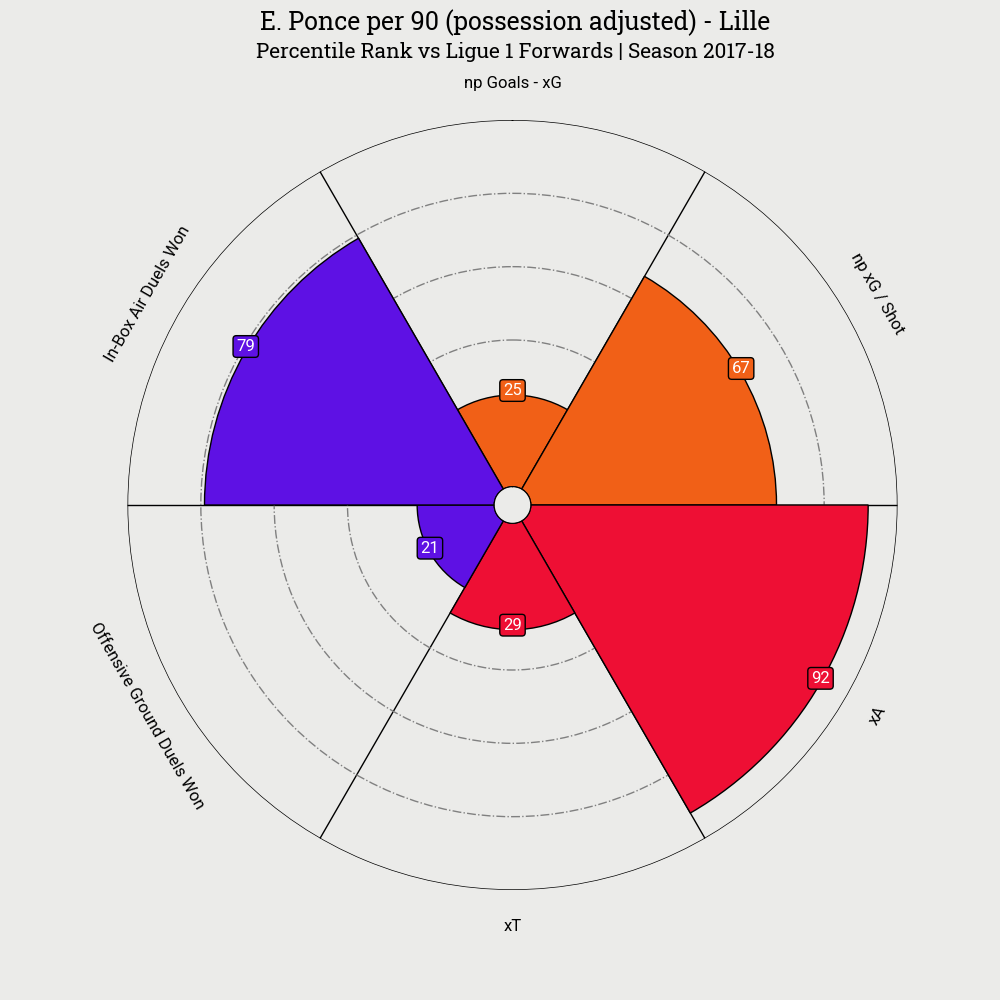 E. Ponce per 90 (possession adjusted) - Lille
Percentile Rank vs Ligue 1 Forwards | Season 2017-18
np Goals - xG
np xG / Shot
In-Box Air Duels Won
79
67
25
21
29
92
xA
Offensive Ground Duels Won
xT